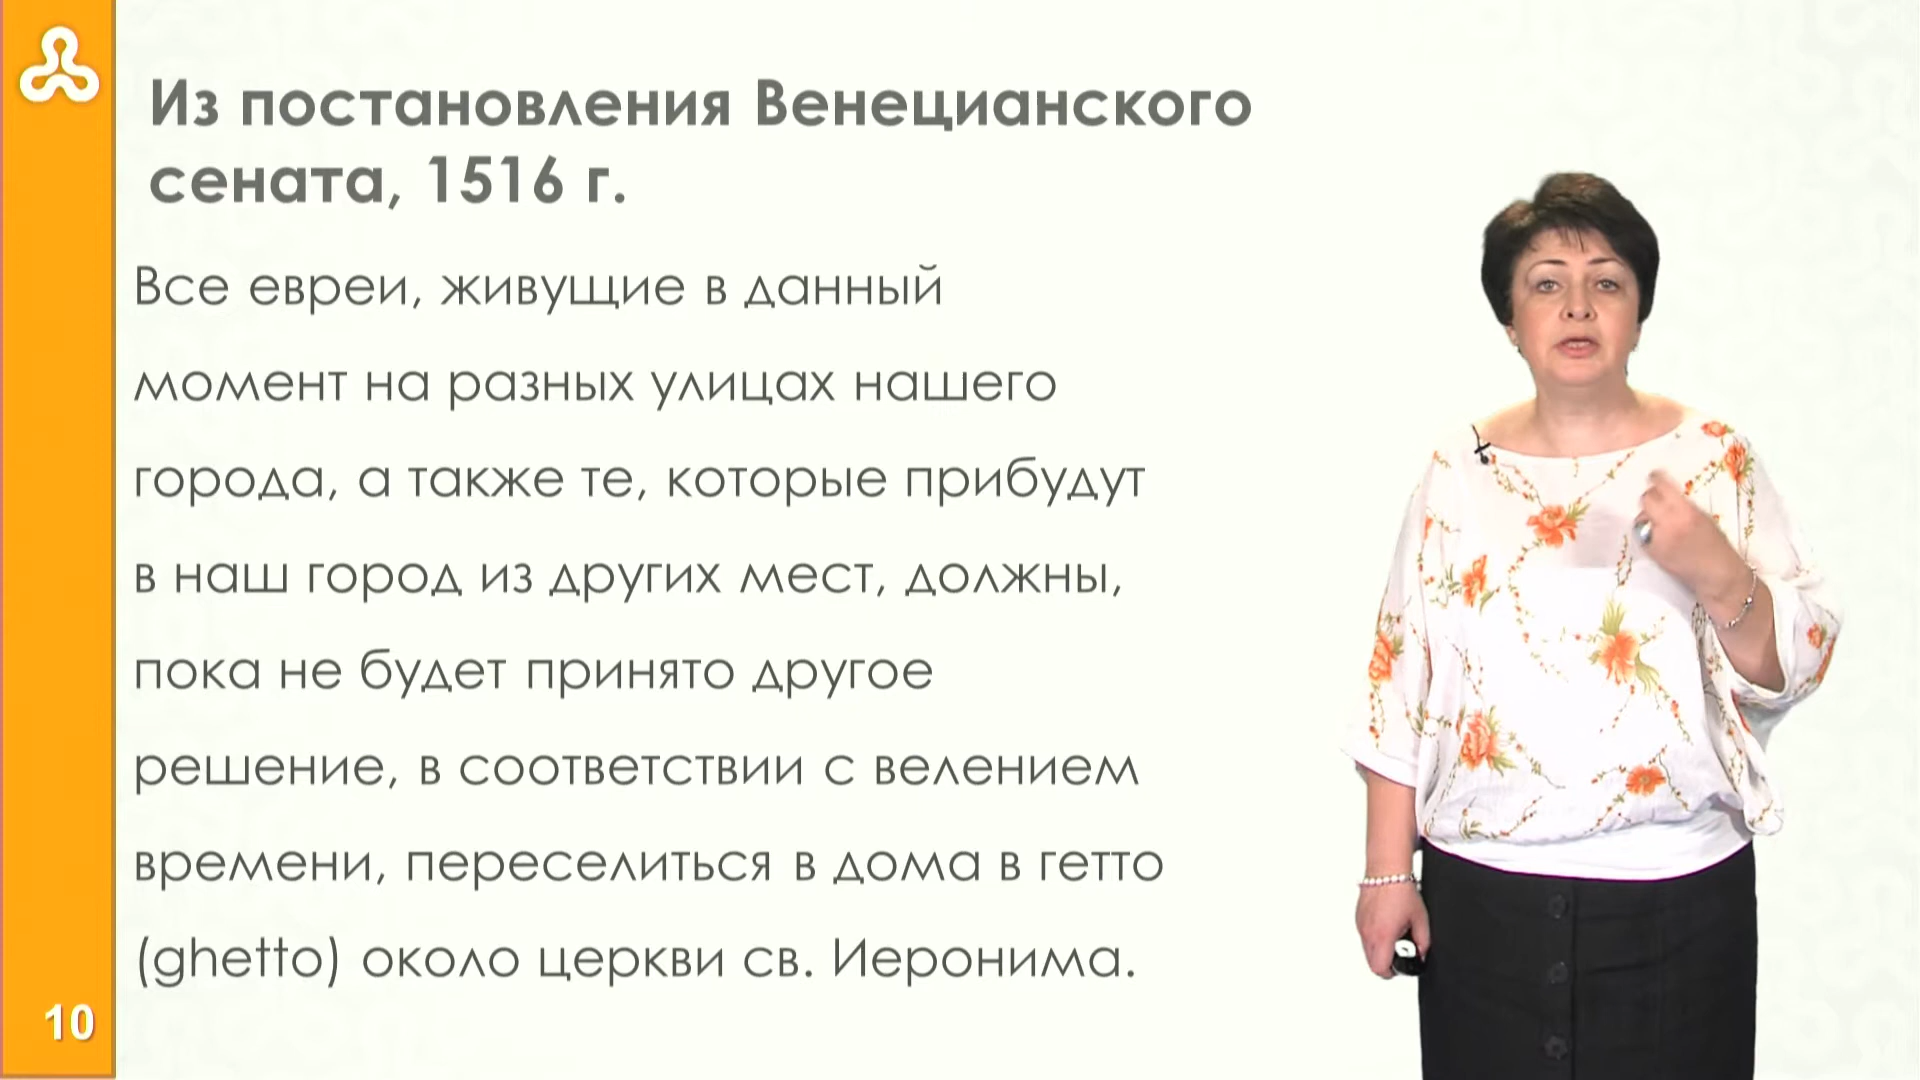 Из постановления Венецианского
сената, 1516 г.
Все евреи, живущие в данный
момент на разных улицах нашего
города, а также те, которые прибудут
в наш город из других мест, должны,
пока не будет принято другое
решение, в соответствии с велением
времени, переселиться в дома в гетто
(ghetto) около церкви св. Иеронима.
10